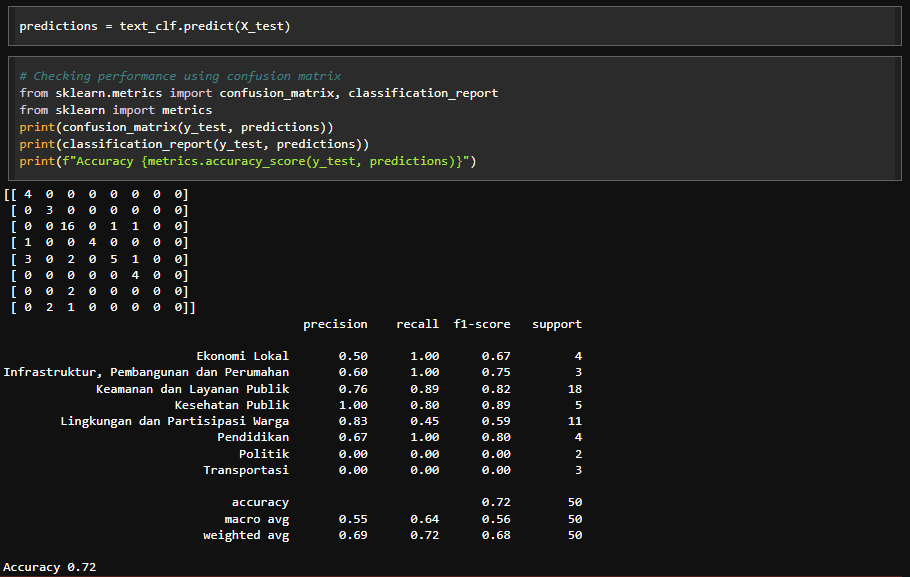 predictions = text_clf.predict(X_test)
# Checking performance using confusion matrix
from sklearn.metrics import confusion_matrix, classification_report
from sklearn import metrics
print(confusion_matrix(y_test, predictions))
print(classification_report(y_test, predictions))
print(f"Accuracy {metrics.accuracy_score(y_test, predictions)}")
[[ 4 0 0 0 0 0 0 0]
[ 0 3 0 0 0 0 0 0]
[ 0 0 16 0 1 1 0 0]
[ 1 0 0 4 0 0 0 0]
[ 3 0 2 0 5 1 0 0]
[ 0 0 0 0 0 4 0 0]
[ 0 0 2 0 0 0 0 0]
[ 0 2 1 0 0 0 0 0]]
precision recall f1-score support
Ekonomi Lokal 0.50 1.00 0.67 4
Infrastruktur, Pembangunan dan Perumahan 0.60 1.00 0.75 3
Keamanan dan Layanan Publik 0.76 0.89 0.82 18
Kesehatan Publik 1.00 0.80 0.89 5
Lingkungan dan Partisipasi Warga 0.83 0.45 0.59 11
Pendidikan 0.67 1.00 0.80 4
Politik 0.00 0.00 0.00 2
Transportasi 0.00 0.00 0.00 3
accuracy 0.72 50
macro avg 0.55 0.64 0.56 50
weighted avg 0.69 0.72 0.68 50
Accuracy 0.72